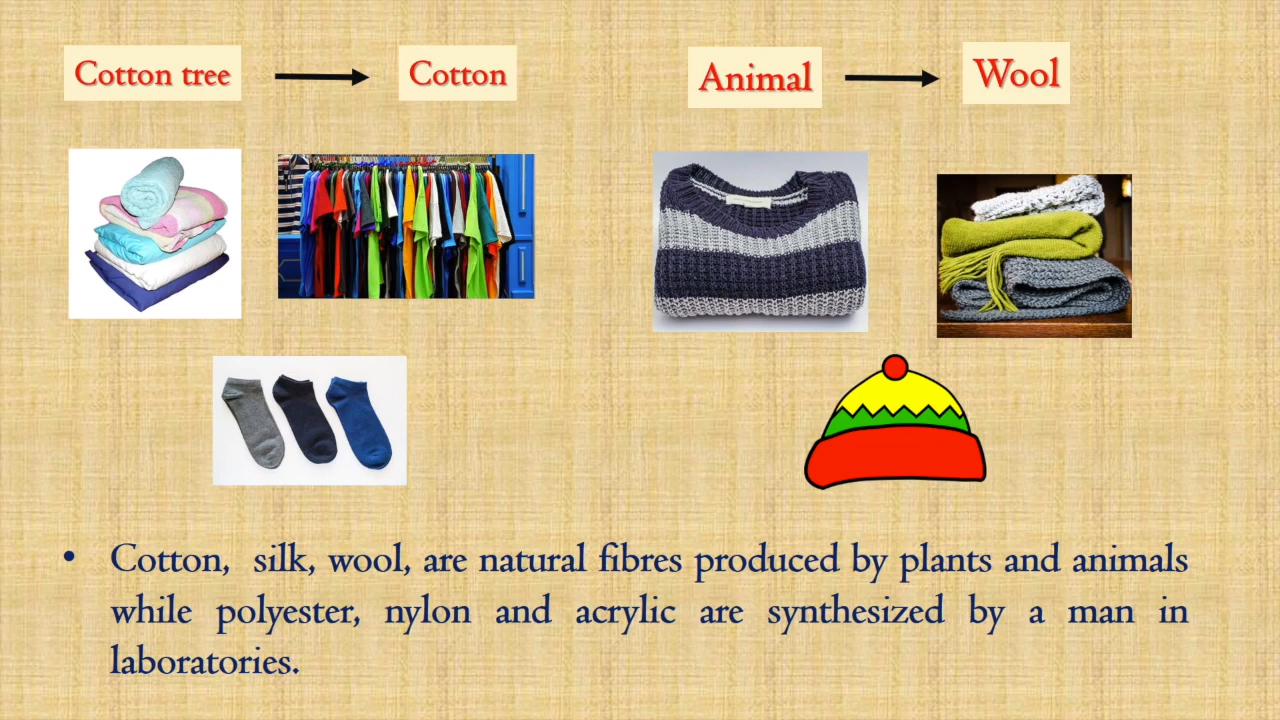 Cotton tree
Cotton
Animal
Wool
• Cotton, silk, wool, are natural fibres produced by plants and animals
while polyester, nylon and acrylic are synthesized by a man in
laboratories.